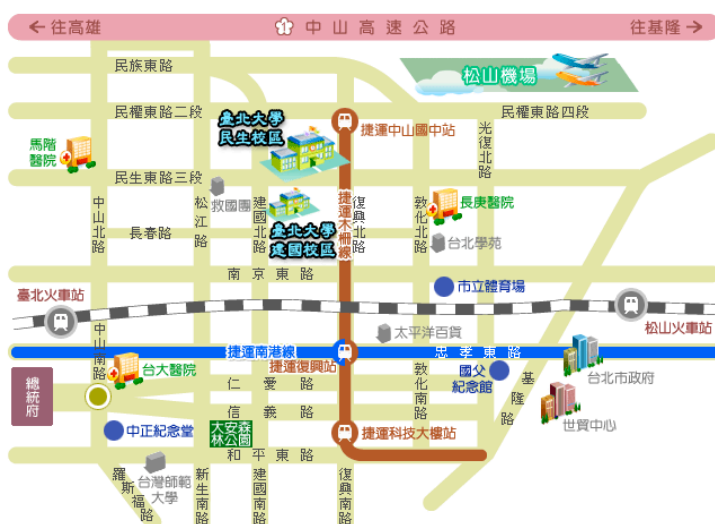 往高雄
1 中山高速公路
往基隆
民族東路
松山機場
民權東路二段
臺北大學
民生校區
捷運中山國中站
民權東路四段
光復北路
馬階
醫院
民生東路三段
救國團
中山北路
松江路
建國北路
捷運木柵線
復興北路
敦化北路
長庚醫院
長春路
臺北大學
建國校區
台北學苑
南京東路
市立體育場
臺北火車站
松山火車站
中山南路
太平洋百貨
捷運南港線
忠孝東路
捷運復興站
台大醫院
總統府
仁愛路
敦化南路
國父
紀念館
基隆路
台北市政府
信義路
世貿中心
中正紀念堂
大安森
林公園
捷運科技大樓站
和平東路
羅斯福路
台灣師範
大學
新生南路
建國南路
復興南路